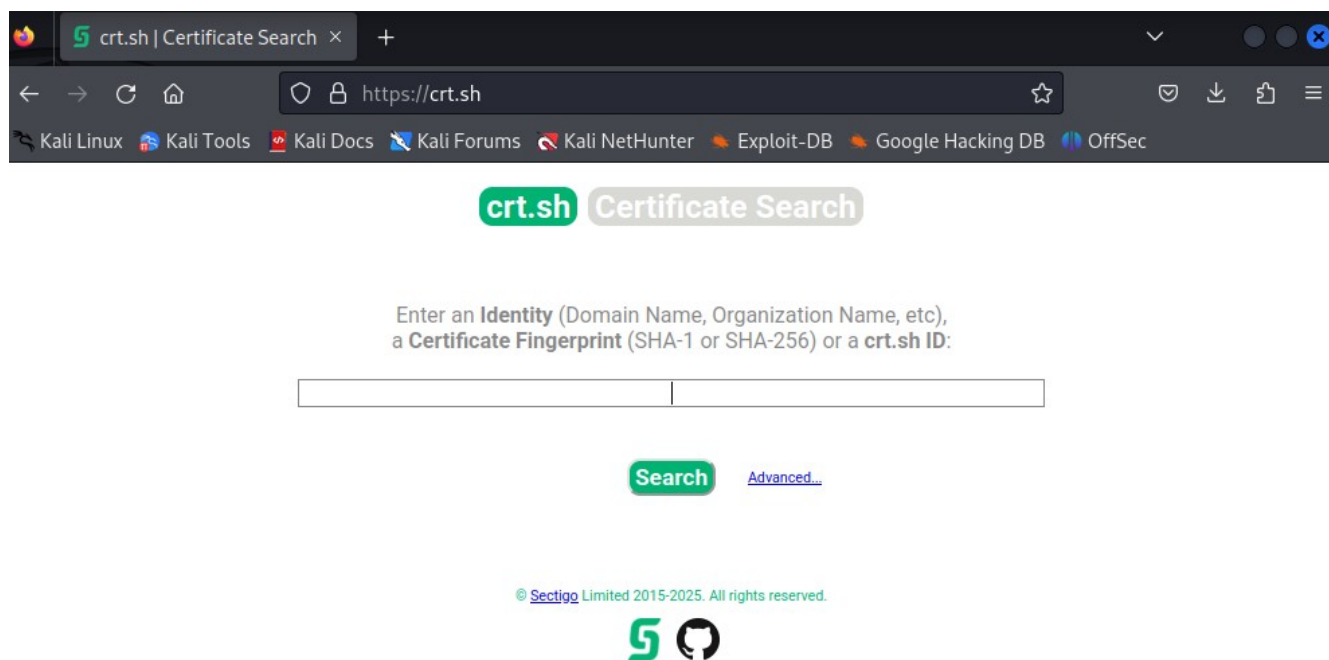 crt.sh | Certificate Search
https://crt.sh
Kali Linux Kali Tools Kali Docs Kali Forums Kali NetHunter Exploit-DB Google Hacking DB OffSec
crt.sh Certificate Search
Enter an Identity (Domain Name, Organization Name, etc),
a Certificate Fingerprint (SHA-1 or SHA-256) or a crt.sh ID:
Search Advanced...
© Sectigo Limited 2015-2025. All rights reserved.